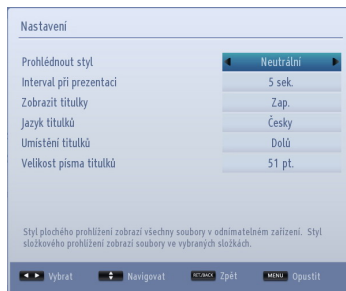 Nastavení
Prohlédnout styl Neutrální
Interval při prezentaci 5 sek.
Zobrazit titulky Zap.
Jazyk titulků Česky
Umístění titulků Dolů
Velikost písma titulků 51 pt.
Styl plochého prohlížení zobrazí všechny soubory v odnímatelném zařízení. Styl
složkového prohlížení zobrazí soubory ve vybraných složkách.
Vybrat Navigovat RET./BACK Zpět MENU Opustit